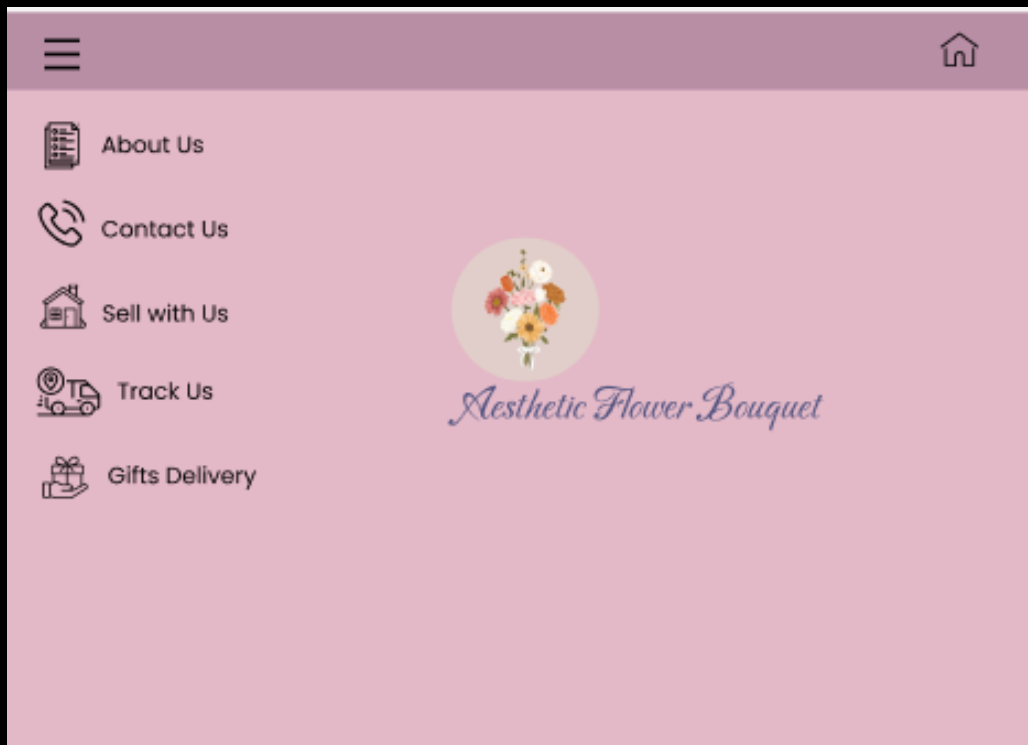 About Us
Contact Us
Sell with Us
Track Us
Gifts Delivery
Aesthetic Flower Bouquet